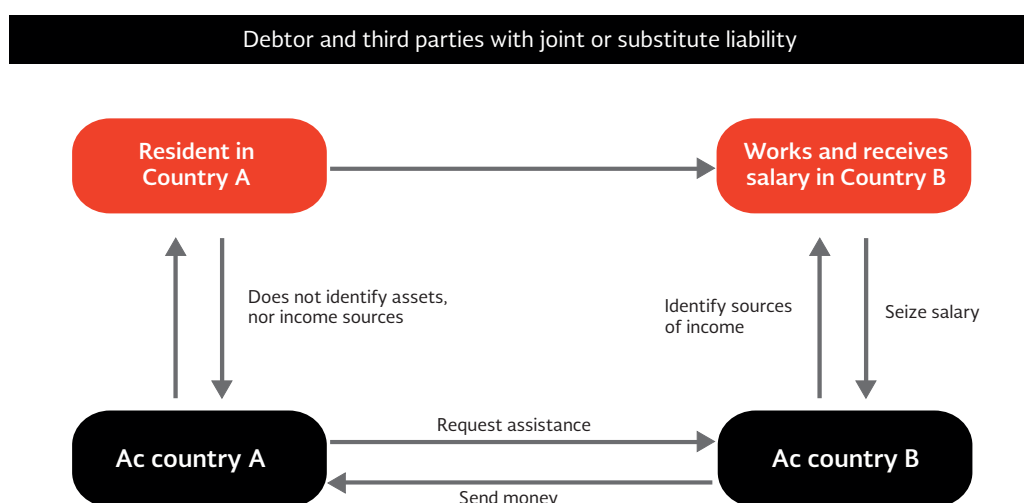 Debtor and third parties with joint or substitute liability
Resident in
Country A
Works and receives
salary in Country B
Does not identify assets,
nor income sources
Identify sources
of income
Seize salary
Ac country A
Request assistance
Ac country B
Send money